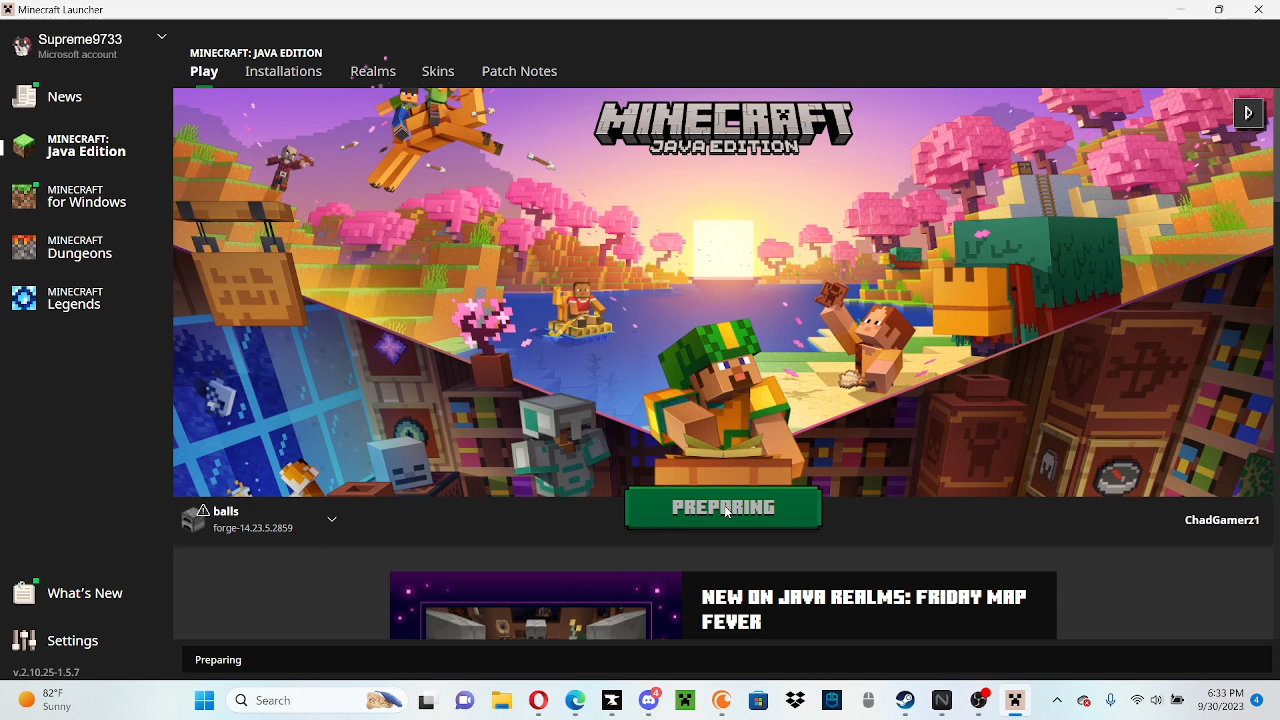 Minecraft Launcher
Supreme9733
Microsoft account
News
MINECRAFT:
Java Edition
MINECRAFT
for Windows
MINECRAFT
Dungeons
MINECRAFT
Legends
What's New
Settings
v.2.10.25-1.5.7
MINECRAFT: JAVA EDITION
Play Installations Realms Skins Patch Notes
MINECRAFT
JAVA EDITION
balls
forge-14.23.5.2859
PREPARING
ChadGamerz1
NEW ON JAVA REALMS: FRIDAY MAP
FEVER
Preparing
82°F
Sunny
Search
4
6:33 PM
9/30/2023
4